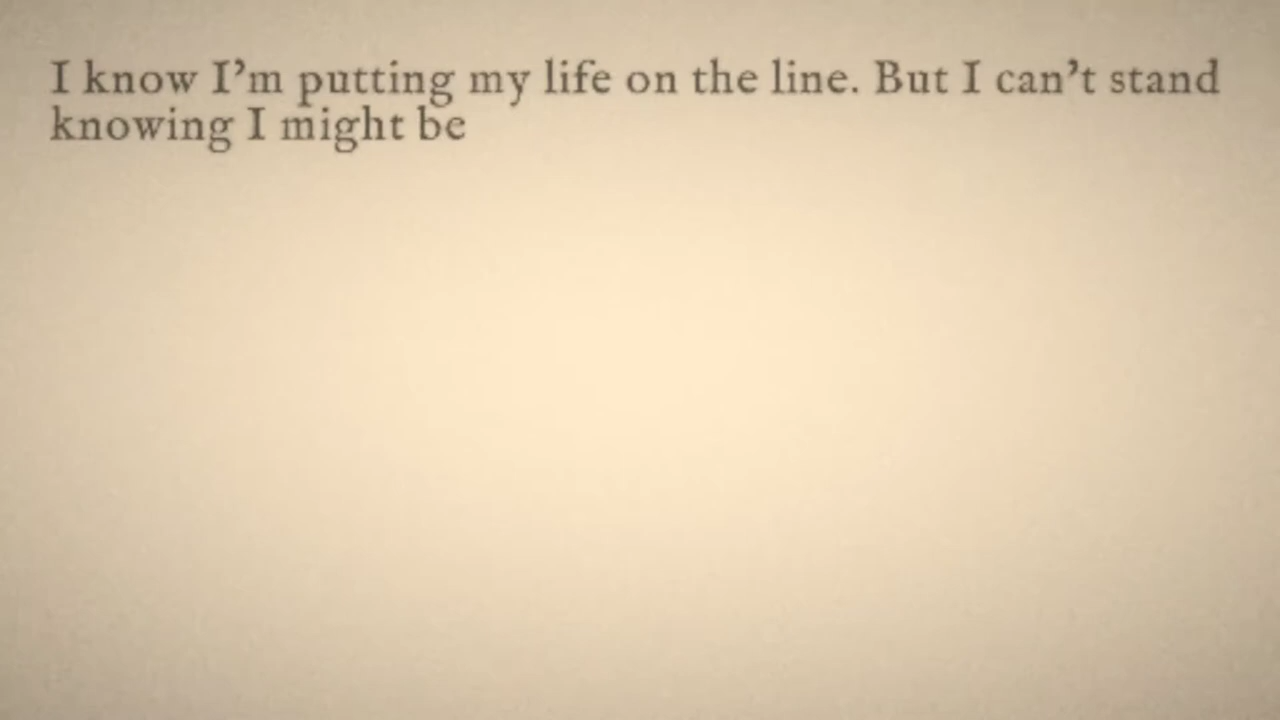 I know I’m putting my life on the line. But I can’t stand
knowing I might be